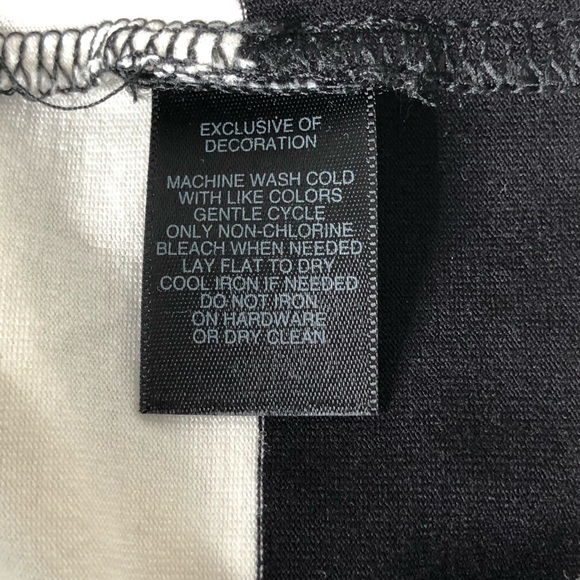 EXCLUSIVE OF
DECORATION
MACHINE WASH COLD
WITH LIKE COLORS
GENTLE CYCLE
ONLY NON-CHLORINE
BLEACH WHEN NEEDED
LAY FLAT TO DRY
COOL IRON IF NEEDED
DO NOT IRON
ON HARDWARE
OR DRY CLEAN